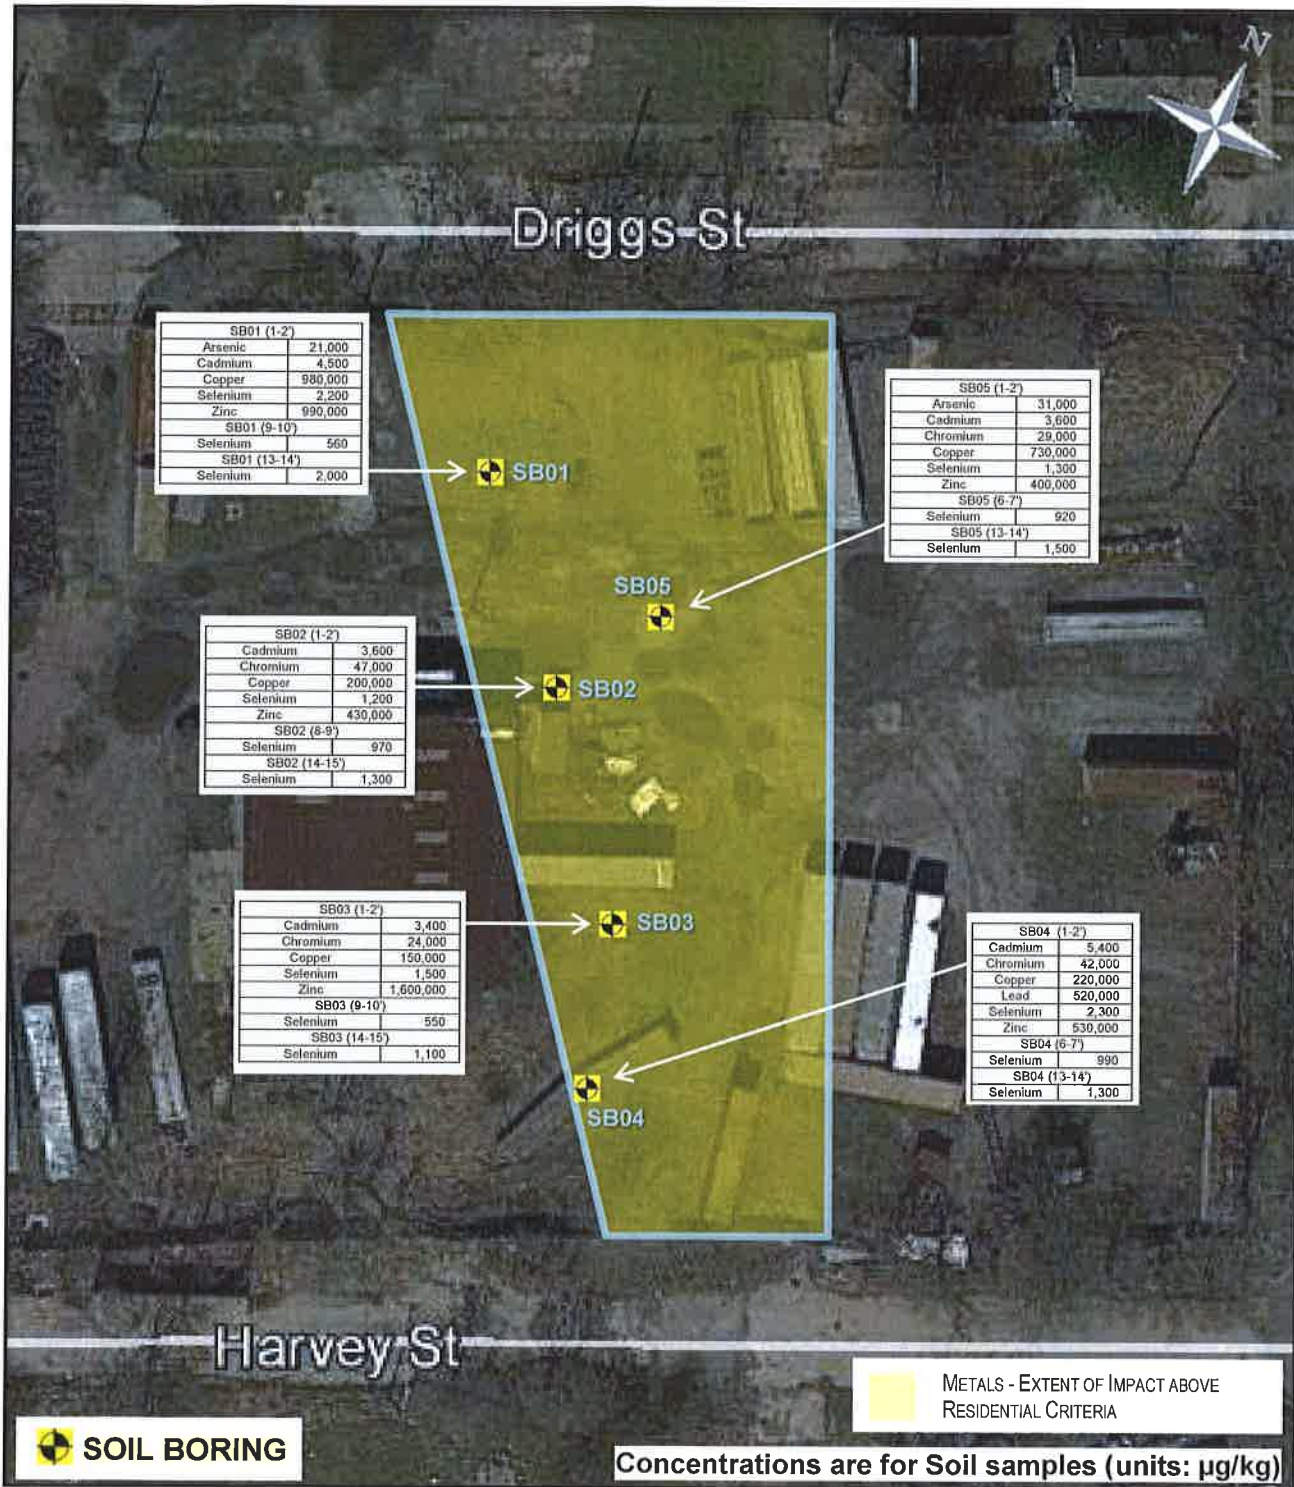 N
Driggs St
SB01 (1-2')
Arsenic 21,000
Cadmium 4,500
Copper 980,000
Selenium 2,200
Zinc 990,000
SB01 (9-10')
Selenium 560
SB01 (13-14')
Selenium 2,000
SB01
SB05 (1-2')
Arsenic 31,000
Cadmium 3,600
Chromium 29,000
Copper 730,000
Selenium 1,300
Zinc 400,000
SB05 (6-7')
Selenium 920
SB05 (13-14')
Selenium 1,500
SB05
SB02 (1-2')
Cadmium 3,600
Chromium 47,000
Copper 200,000
Selenium 1,200
Zinc 430,000
SB02 (8-9')
Selenium 970
SB02 (14-15')
Selenium 1,300
SB02
SB03 (1-2')
Cadmium 3,400
Chromium 24,000
Copper 150,000
Selenium 1,500
Zinc 1,600,000
SB03 (9-10')
Selenium 550
SB03 (14-15')
Selenium 1,100
SB03
SB04 (1-2')
Cadmium 5,400
Chromium 42,000
Copper 220,000
Lead 520,000
Selenium 2,300
Zinc 530,000
SB04 (6-7')
Selenium 990
SB04 (13-14')
Selenium 1,300
SB04
Harvey St
METALS - EXTENT OF IMPACT ABOVE
RESIDENTIAL CRITERIA
SOIL BORING
Concentrations are for Soil samples (units: µg/kg)